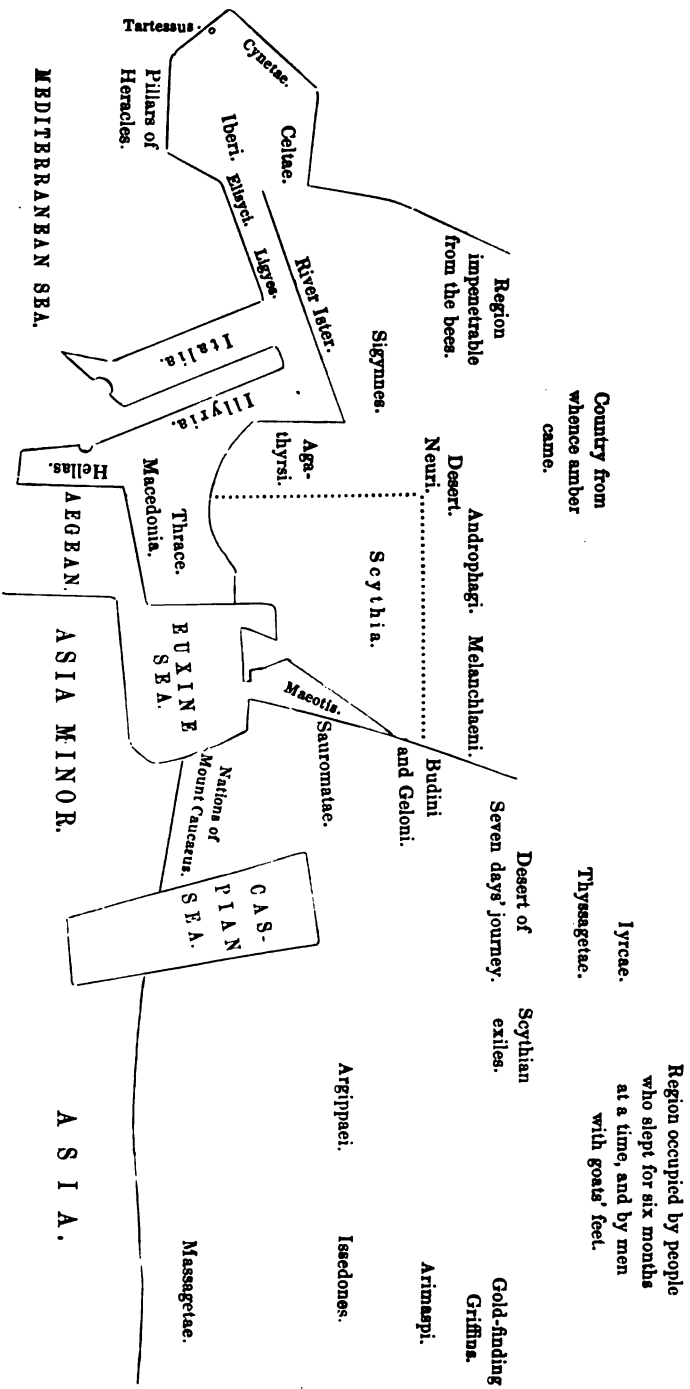 Region occupied by people
who slept for six months
at a time, and by men
with goats' feet.
Country from
whence amber
came.
Iyrcae.
Thyssagetae.
Region
impenetrable
from the bees.
Desert of
Seven days' journey.
Scythian
exiles.
Gold-finding
Griffins.
Arimaspi.
Androphagi.
Melanchlaeni.
Desert.
Neuri.
Budini
and Geloni.
Sigynnes.
Scythia.
Cynetae.
Celtae.
Tartessus.
Iberi.
Elisyci.
Ligyes.
River Ister.
Aga-
thyrsi.
Maeotis.
Sauromatae.
Argippaei.
Issedones.
Pillars of
Heracles.
Italia.
Illyria.
Thrace.
Macedonia.
Hellas.
EUXINE
SEA.
Nations of
Mount Caucarus.
CAS-
PIAN
SEA.
Massagetae.
MEDITERRANEAN SEA.
AEGEAN.
ASIA MINOR.
ASIA.